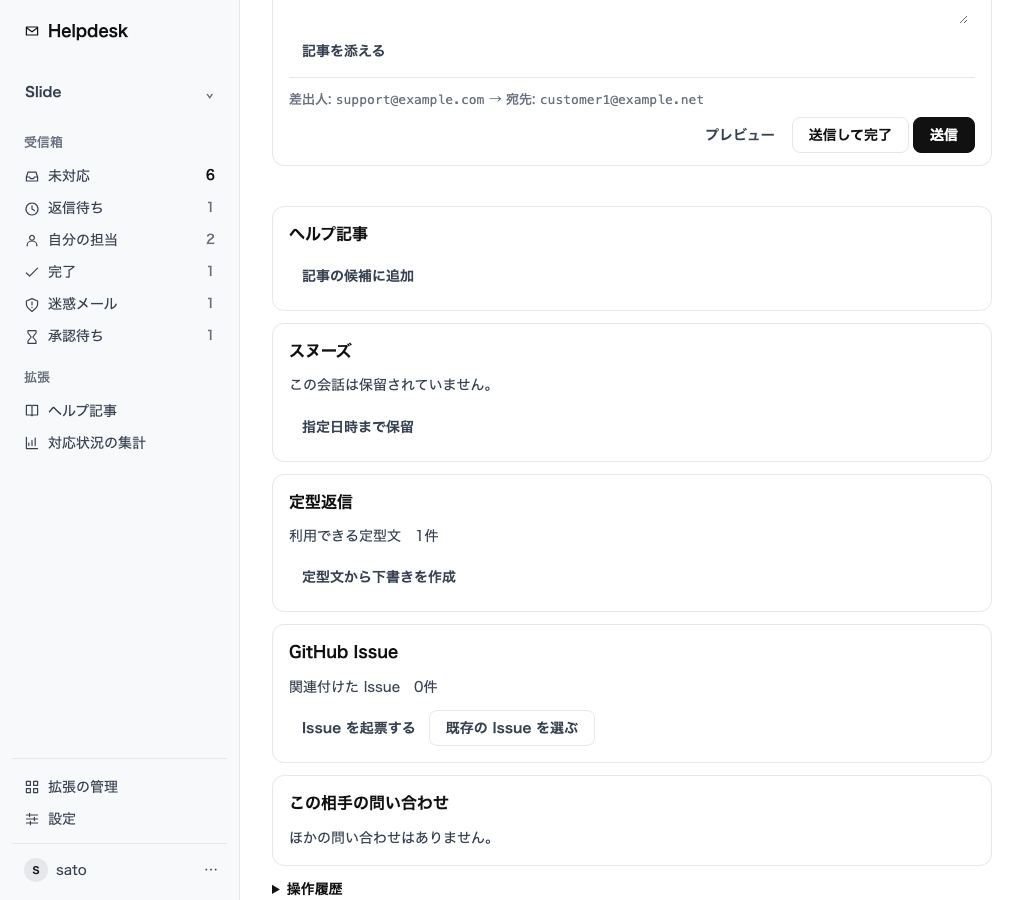 Helpdesk
Slide
受信箱
未対応 6
返信待ち 1
自分の担当 2
完了 1
迷惑メール 1
承認待ち 1
拡張
ヘルプ記事
対応状況の集計
拡張の管理
設定
S sato ...
記事を添える
差出人: support@example.com → 宛先: customer1@example.net
プレビュー 送信して完了 送信
ヘルプ記事
記事の候補に追加
スヌーズ
この会話は保留されていません。
指定日時まで保留
定型返信
利用できる定型文 1件
定型文から下書きを作成
GitHub Issue
関連付けた Issue 0件
Issue を起票する 既存の Issue を選ぶ
この相手の問い合わせ
ほかの問い合わせはありません。
▶ 操作履歴